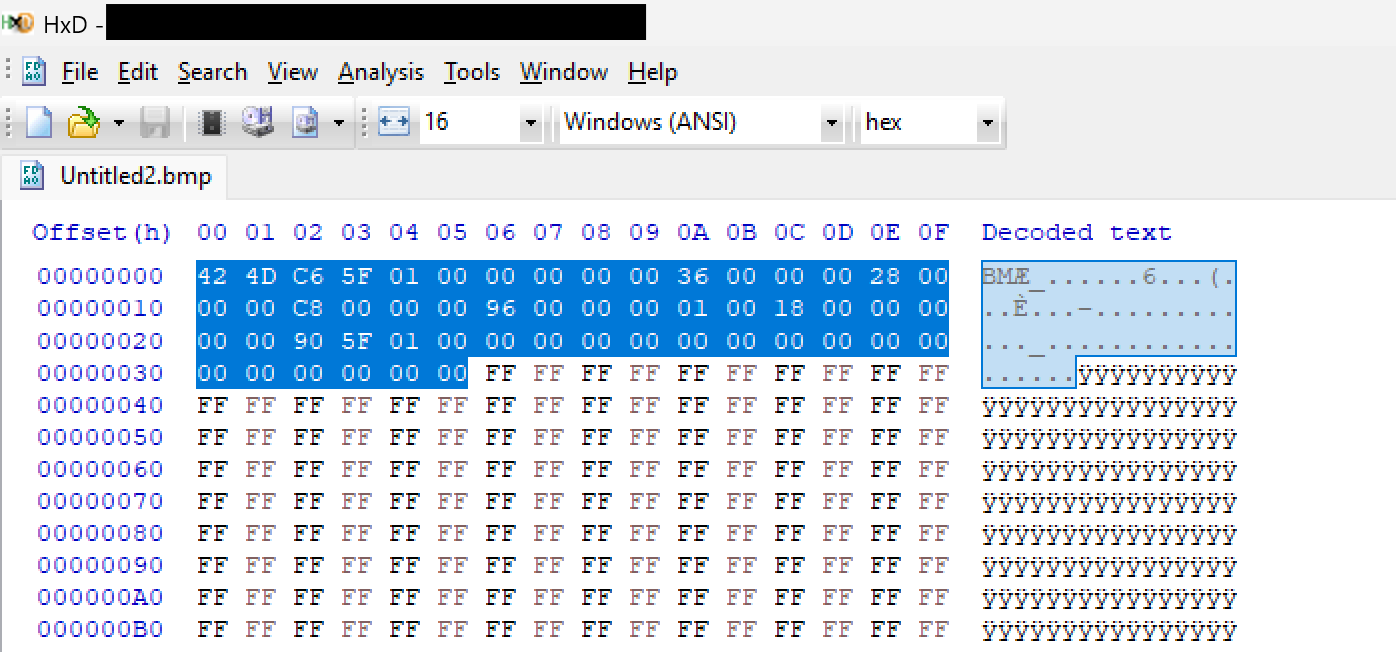 HxD -
File Edit Search View Analysis Tools Window Help
16 Windows (ANSI) hex
Untitled2.bmp
Offset(h) 00 01 02 03 04 05 06 07 08 09 0A 0B 0C 0D 0E 0F Decoded text
00000000 42 4D C6 5F 01 00 00 00 00 00 36 00 00 00 28 00 BMÆ_......6...(.
00000010 00 00 C8 00 00 00 96 00 00 00 01 00 18 00 00 00 ..È...–.........
00000020 00 00 90 5F 01 00 00 00 00 00 00 00 00 00 00 00 ..._............
00000030 00 00 00 00 00 00 FF FF FF FF FF FF FF FF FF FF ......ÿÿÿÿÿÿÿÿÿÿ
00000040 FF FF FF FF FF FF FF FF FF FF FF FF FF FF FF FF ÿÿÿÿÿÿÿÿÿÿÿÿÿÿÿÿ
00000050 FF FF FF FF FF FF FF FF FF FF FF FF FF FF FF FF ÿÿÿÿÿÿÿÿÿÿÿÿÿÿÿÿ
00000060 FF FF FF FF FF FF FF FF FF FF FF FF FF FF FF FF ÿÿÿÿÿÿÿÿÿÿÿÿÿÿÿÿ
00000070 FF FF FF FF FF FF FF FF FF FF FF FF FF FF FF FF ÿÿÿÿÿÿÿÿÿÿÿÿÿÿÿÿ
00000080 FF FF FF FF FF FF FF FF FF FF FF FF FF FF FF FF ÿÿÿÿÿÿÿÿÿÿÿÿÿÿÿÿ
00000090 FF FF FF FF FF FF FF FF FF FF FF FF FF FF FF FF ÿÿÿÿÿÿÿÿÿÿÿÿÿÿÿÿ
000000A0 FF FF FF FF FF FF FF FF FF FF FF FF FF FF FF FF ÿÿÿÿÿÿÿÿÿÿÿÿÿÿÿÿ
000000B0 FF FF FF FF FF FF FF FF FF FF FF FF FF FF FF FF ÿÿÿÿÿÿÿÿÿÿÿÿÿÿÿÿ